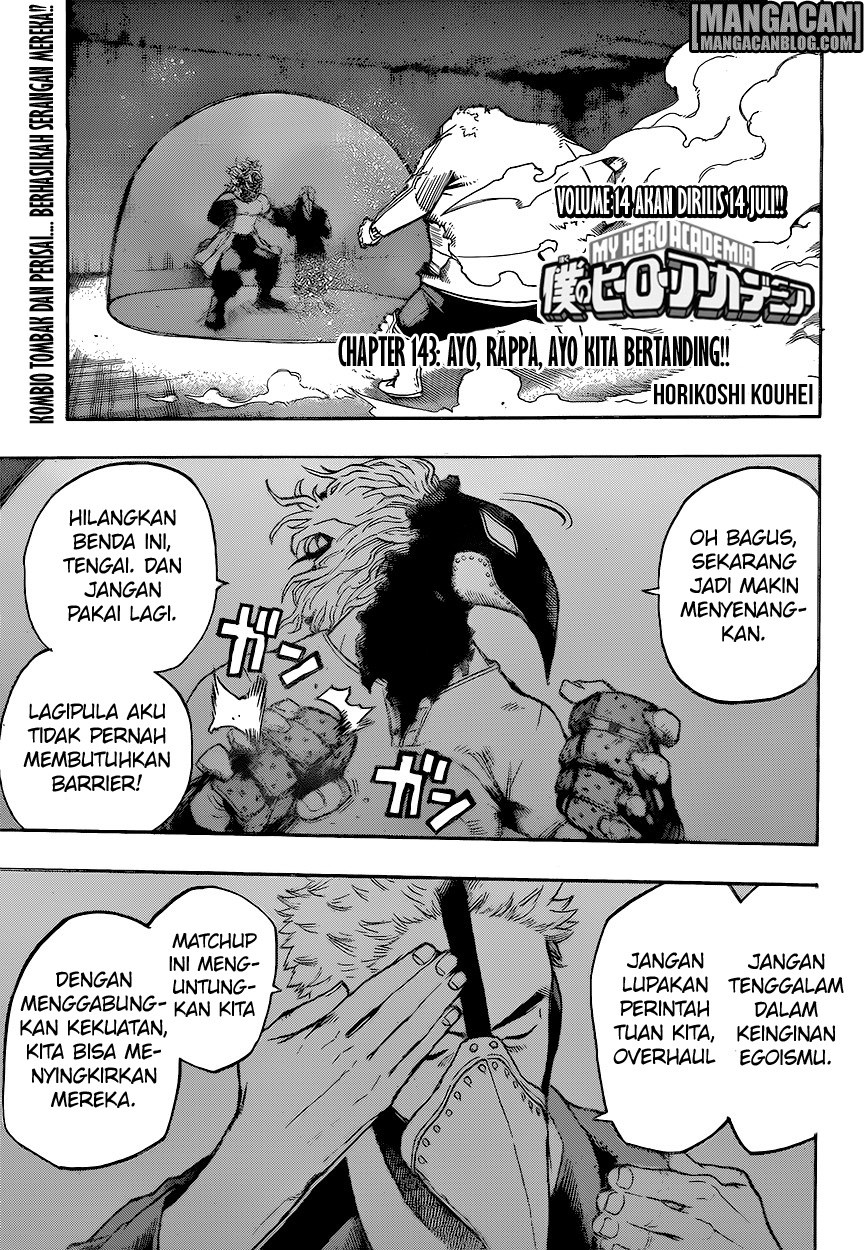 [MANGACAN]
MANGACANBLOG.COM
KOMBIO TOMBAK DAN PERISAI... BERHASILKAH SERANGAN MEREKA!?
VOLUME 14 AKAN DIRILIS 14 JULI!!
MY HERO ACADEMIA
僕のヒーローアカデミア
CHAPTER 143: AYO, RAPPA, AYO KITA BERTANDING!!
HORIKOSHI KOUHEI
OH BAGUS,
SEKARANG
JADI MAKIN
MENYENANG-
KAN.
HILANGKAN
BENDA INI,
TENGAI. DAN
JANGAN
PAKAI LAGI.
LAGIPULA AKU
TIDAK PERNAH
MEMBUTUHKAN
BARRIER!
ガン
ガン
JANGAN
TENGGALAM
DALAM
KEINGINAN
EGOISMU.
JANGAN
LUPAKAN
PERINTAH
TUAN KITA,
OVERHAUL
MATCHUP
INI MENG-
UNTUNG-
KAN KITA
DENGAN
MENGGABUNG-
KAN KEKUATAN,
KITA BISA ME-
NYINGKIRKAN
MEREKA.